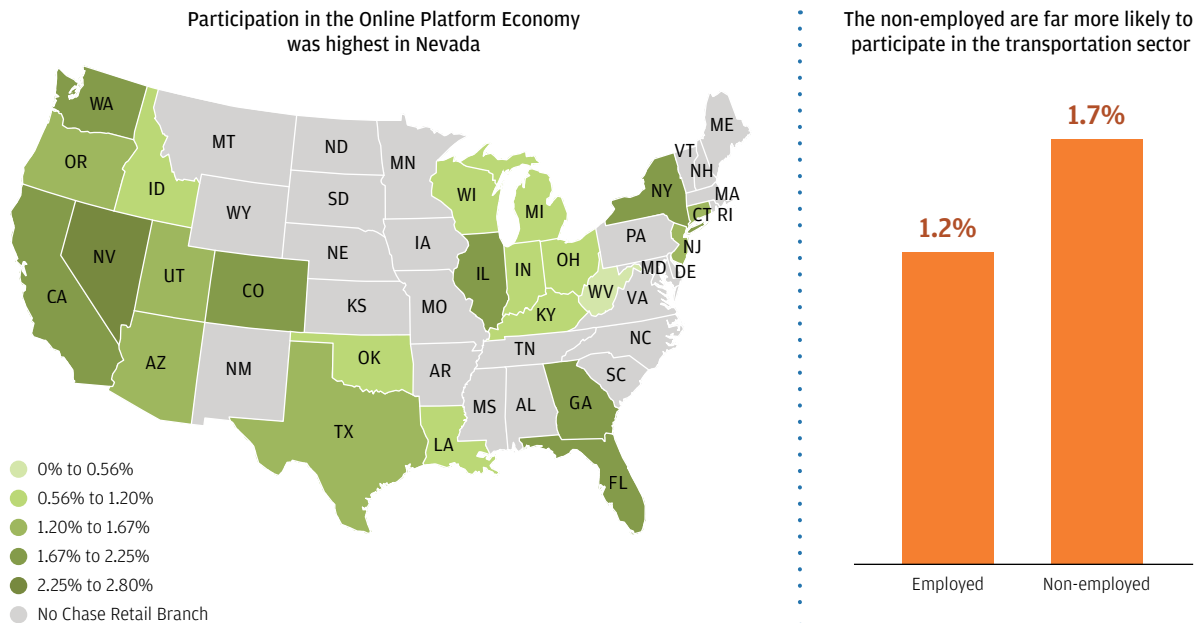 Participation in the Online Platform Economy
was highest in Nevada
WA
MT
ND
MN
ME
OR
ID
WY
SD
WI
MI
NY
VT
NH
MA
CT RI
NV
UT
CO
NE
IA
IL
IN
OH
PA
NJ
MD DE
CA
KS
MO
KY
WV
VA
AZ
NM
OK
AR
TN
NC
SC
TX
LA
MS
AL
GA
FL
0% to 0.56%
0.56% to 1.20%
1.20% to 1.67%
1.67% to 2.25%
2.25% to 2.80%
No Chase Retail Branch
The non-employed are far more likely to
participate in the transportation sector
1.2%
1.7%
Employed
Non-employed